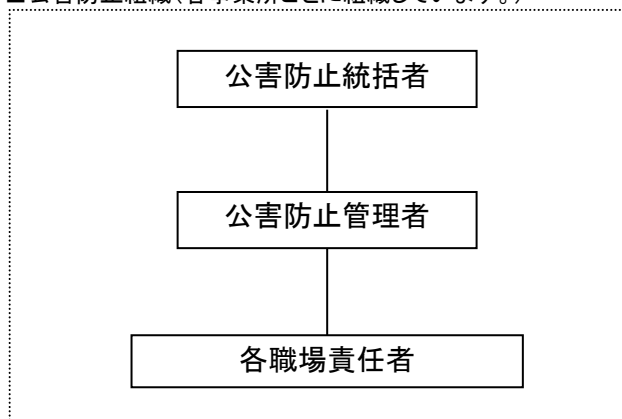 公害防止組織（各事業所ごとに組織しています。）
公害防止統括者
公害防止管理者
各職場責任者